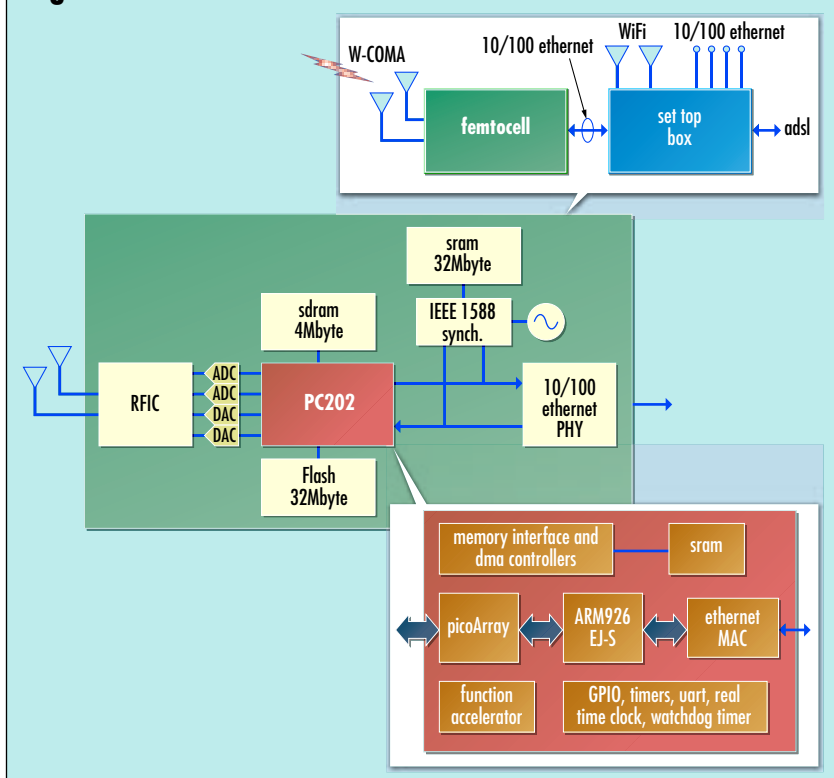 W-COMA
10/100 ethernet
WiFi
10/100 ethernet
femtocell
set top
box
adsl
sram
32Mbyte
sdram
4Mbyte
IEEE 1588
synch.
RFIC
ADC
ADC
DAC
DAC
PC202
10/100
ethernet
PHY
Flash
32Mbyte
memory interface and
dma controllers
sram
picoArray
ARM926
EJ-S
ethernet
MAC
function
accelerator
GPIO, timers, uart, real
time clock, watchdog timer